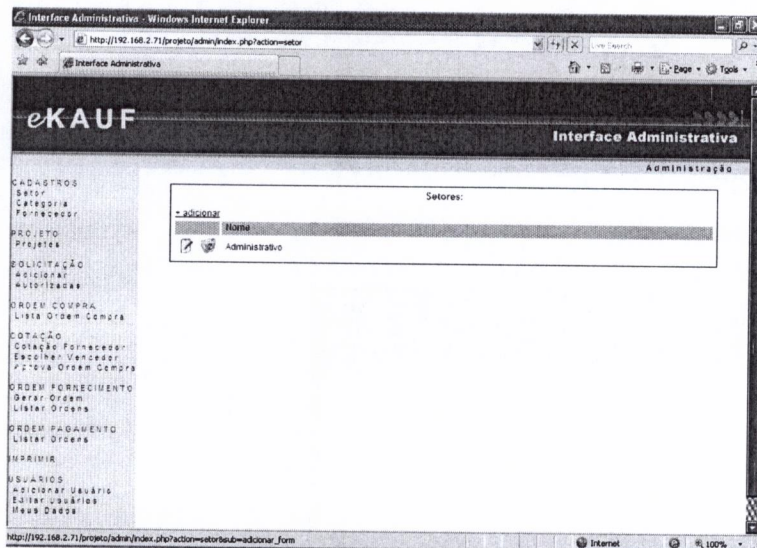 Interface Administrativa - Windows Internet Explorer
http://192.168.2.71/projeto/admin/index.php?action=setor
Live Search
Interface Administrativa
Page
Tools
eKAUF
Interface Administrativa
Administração
CADASTROS
Setor
Categoria
Fornecedor
PROJETO
Projetos
SOLICITAÇÃO
Adicionar
Autorizadas
ORDEM COMPRA
Lista Ordem Compra
COTAÇÃO
Cotação Fornecedor
Escolher Vencedor
Aprova Ordem Compra
ORDEM FORNECIMENTO
Gerar Ordem
Listar Ordens
ORDEM PAGAMENTO
Listar Ordens
IMPRIMIR
USUÁRIOS
Adicionar Usuário
Editar Usuários
Meus Dados
Setores:
+ adicionar
Nome
Administrativo
http://192.168.2.71/projeto/admin/index.php?action=setor&sub=adicionar_form
Internet
100%